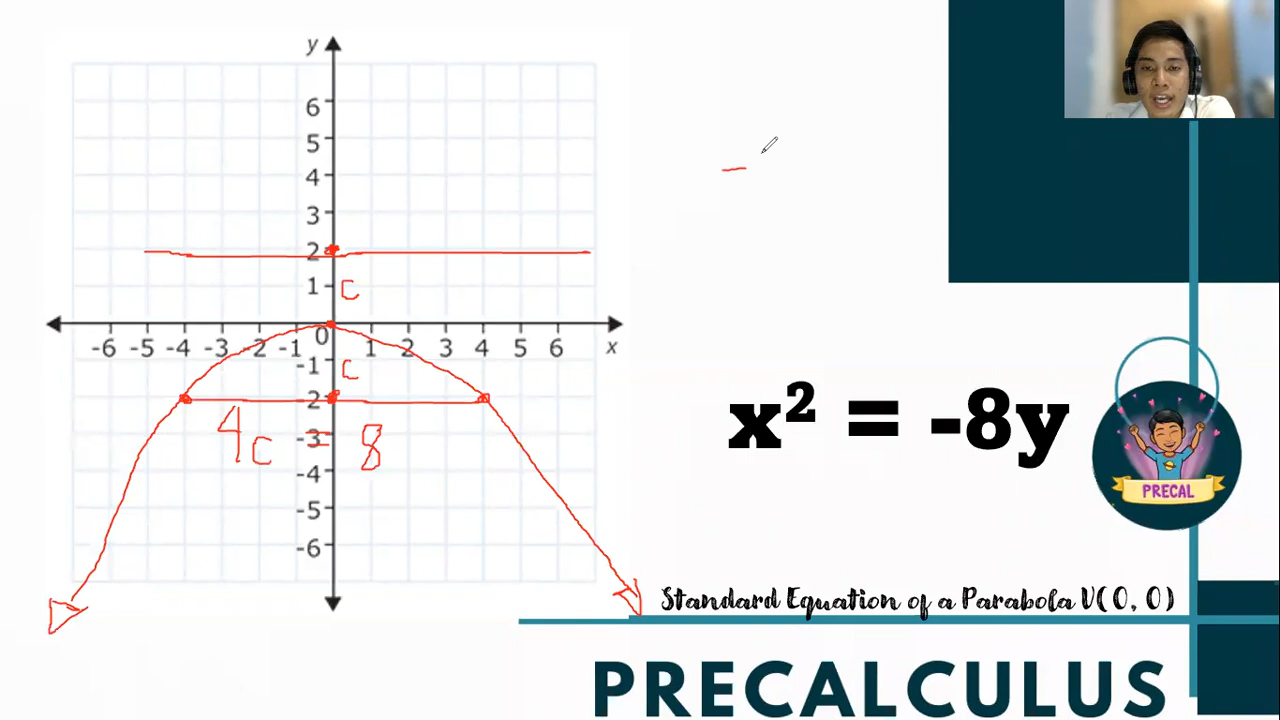 y
6
5
4
3
2
1
C
0
-6 -5 -4 -3 -2 -1 1 2 3 4 5 6 x
-1 C
2
4c = 8
-3
-4
-5
-6
x² = -8y
PRECAL
Standard Equation of a Parabola V(0, 0)
PRECALCULUS